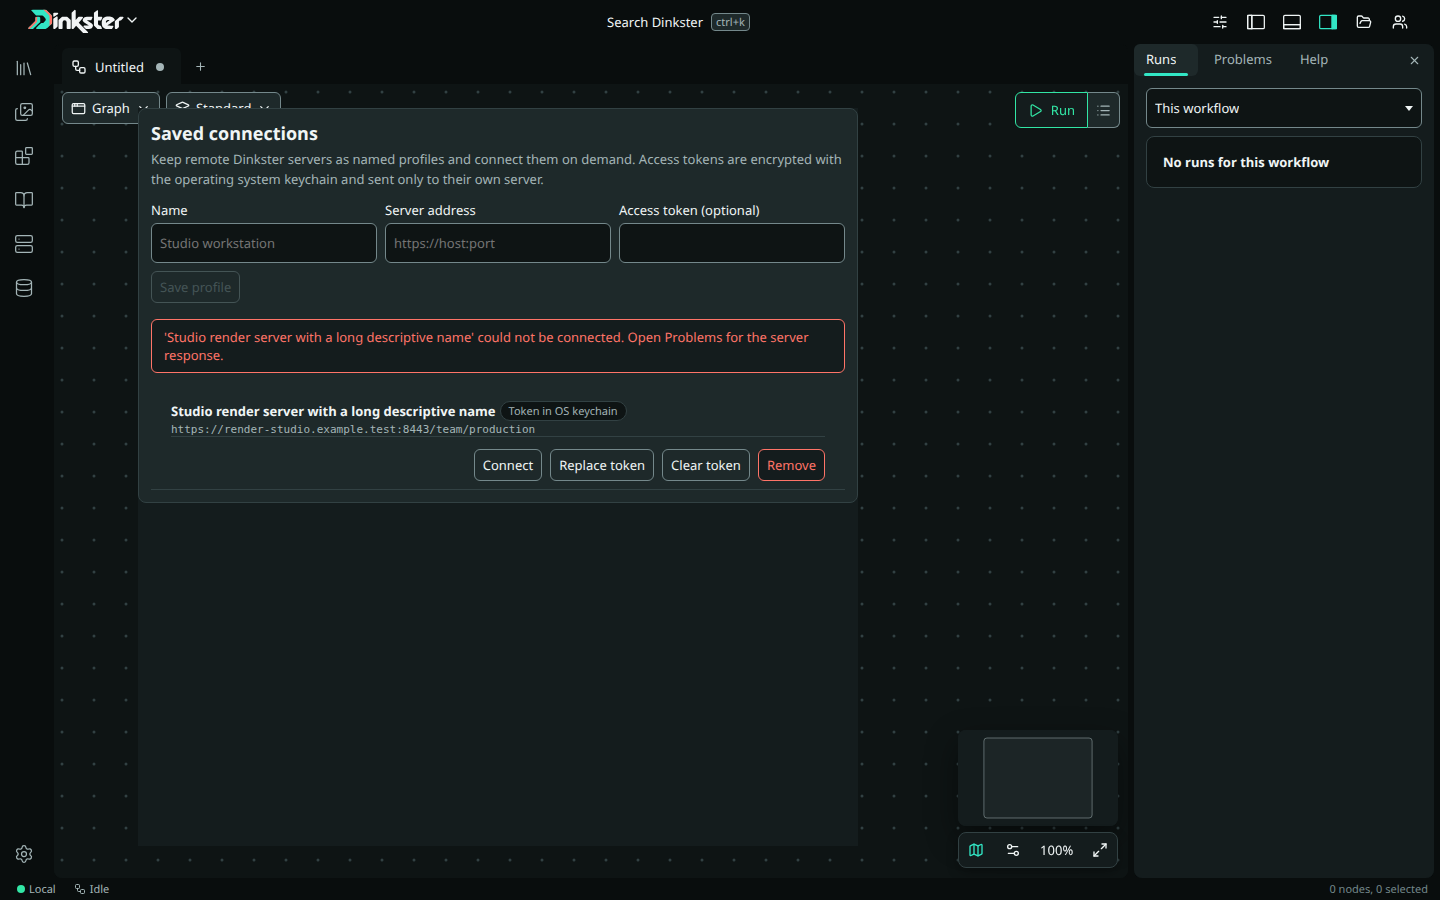 Dinkster
Search Dinkster ctrl+k
Untitled
Runs
Problems
Help
Graph
Standard
Run
This workflow
No runs for this workflow
Saved connections
Keep remote Dinkster servers as named profiles and connect them on demand. Access tokens are encrypted with
the operating system keychain and sent only to their own server.
Name
Server address
Access token (optional)
Studio workstation
https://host:port
Save profile
'Studio render server with a long descriptive name' could not be connected. Open Problems for the server
response.
Studio render server with a long descriptive name Token in OS keychain
https://render-studio.example.test:8443/team/production
Connect
Replace token
Clear token
Remove
100%
Local
Idle
0 nodes, 0 selected